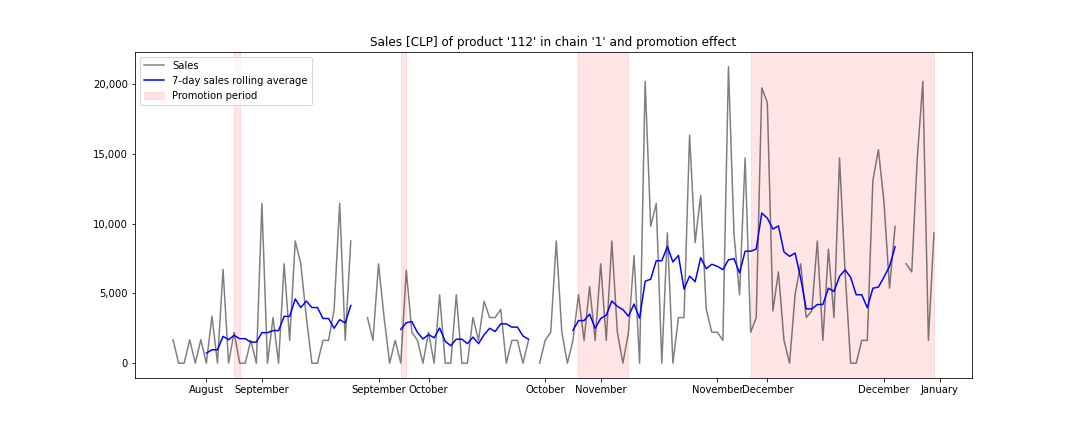 Sales [CLP] of product '112' in chain '1' and promotion effect
Sales
7-day sales rolling average
Promotion period
20,000
15,000
10,000
5,000
0
August September September October October November November December December January